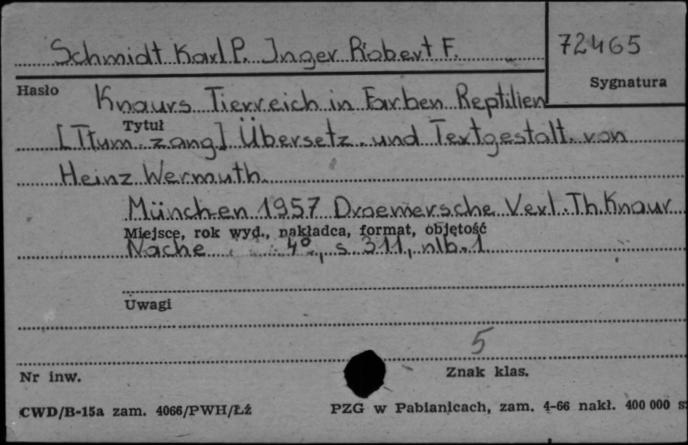 Schmidt Karl P. Inger Robert F.
72465
Hasło
Sygnatura
Knaurs Tierreich in Farben Reptilien
Tytuł
[Tłum. z ang.] Übersetz. und Textgestalt. von
Heinz Wermuth.
München 1957 Droemersche Verl. Th. Knaur
Miejsce, rok wyd., nakładca, format, objętość
Nache 4°, s. 311, nlb. 1
Uwagi
5
Nr inw.
Znak klas.
CWD/B-15a zam. 4066/PWH/Łż
PZG w Pabianicach, zam. 4-66 nakł. 400 000 s